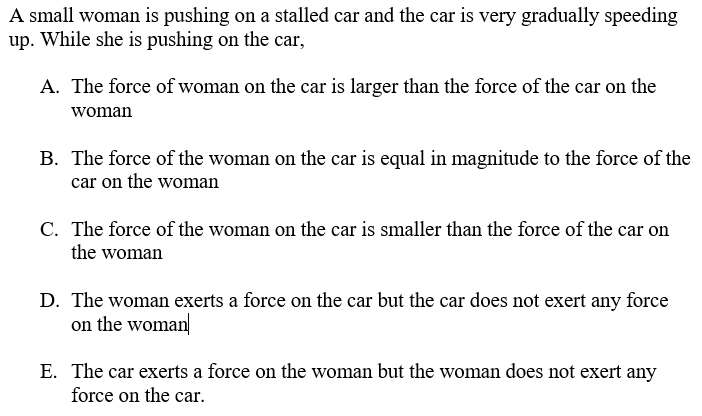 A small woman is pushing on a stalled car and the car is very gradually speeding
up. While she is pushing on the car,
A. The force of woman on the car is larger than the force of the car on the
woman
B. The force of the woman on the car is equal in magnitude to the force of the
car on the woman
C. The force of the woman on the car is smaller than the force of the car on
the woman
D. The woman exerts a force on the car but the car does not exert any force
on the woman
E. The car exerts a force on the woman but the woman does not exert any
force on the car.